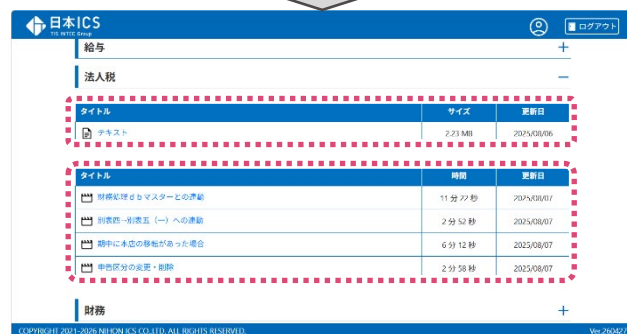 日本ICS
TIS INTEC Group
ログアウト
給与
法人税
タイトル サイズ 更新日
テキスト 2.23 MB 2025/08/06
タイトル 時間 更新日
財務処理ｄｂマスターとの連動 11 分 22 秒 2025/08/07
別表四→別表五（一）への連動 2 分 52 秒 2025/08/07
期中に本店の移転があった場合 6 分 12 秒 2025/08/07
申告区分の変更・削除 2 分 58 秒 2025/08/07
財務
COPYRIGHT 2021-2026 NIHON ICS CO.,LTD. ALL RIGHTS RESERVED. Ver.260427